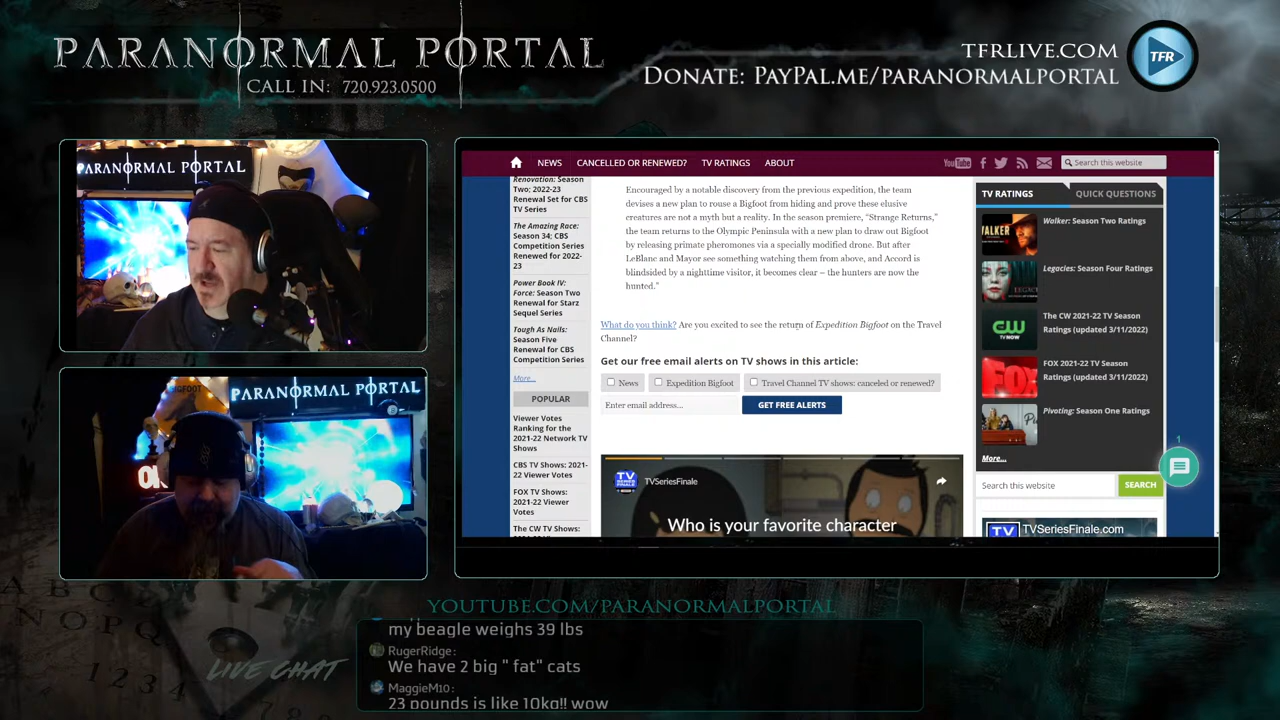 PARANORMAL PORTAL
CALL IN: 720.923.0500
TFRLIVE.COM
DONATE: PAYPAL.ME/PARANORMALPORTAL
TFR
PARANORMAL PORTAL
BIGFOOT
PARANORMAL PORTAL
NEWS
CANCELLED OR RENEWED?
TV RATINGS
ABOUT
YouTube
Search this website
Renovation: Season
Two; 2022-23
Renewal Set for CBS
TV Series
The Amazing Race:
Season 34; CBS
Competition Series
Renewed for 2022-
23
Power Book IV:
Force: Season Two
Renewal for Starz
Sequel Series
Tough As Nails:
Season Five
Renewal for CBS
Competition Series
More...
POPULAR
Viewer Votes
Ranking for the
2021-22 Network TV
Shows
CBS TV Shows: 2021-
22 Viewer Votes
FOX TV Shows:
2021-22 Viewer
Votes
The CW TV Shows:
Encouraged by a notable discovery from the previous expedition, the team
devises a new plan to rouse a Bigfoot from hiding and prove these elusive
creatures are not a myth but a reality. In the season premiere, “Strange Returns,”
the team returns to the Olympic Peninsula with a new plan to draw out Bigfoot
by releasing primate pheromones via a specially modified drone. But after
LeBlanc and Mayor see something watching them from above, and Accord is
blindsided by a nighttime visitor, it becomes clear – the hunters are now the
hunted.”
What do you think? Are you excited to see the return of Expedition Bigfoot on the Travel
Channel?
Get our free email alerts on TV shows in this article:
News
Expedition Bigfoot
Travel Channel TV shows: canceled or renewed?
Enter email address...
GET FREE ALERTS
TV SERIES FINALE
TVSeriesFinale
Who is your favorite character
TV RATINGS
QUICK QUESTIONS
WALKER
Walker: Season Two Ratings
LEGACIES
Legacies: Season Four Ratings
CW
The CW 2021-22 TV Season
Ratings (updated 3/11/2022)
FOX
FOX 2021-22 TV Season
Ratings (updated 3/11/2022)
Pivoting: Season One Ratings
More...
1
Search this website
SEARCH
TV
TVSeriesFinale.com
YOUTUBE.COM/PARANORMALPORTAL
A B C
N O P Q
1 2 3 4
LIVE CHAT
my beagle weighs 39 lbs
RugerRidge:
We have 2 big " fat" cats
MaggieM10:
23 pounds is like 10kg!! wow